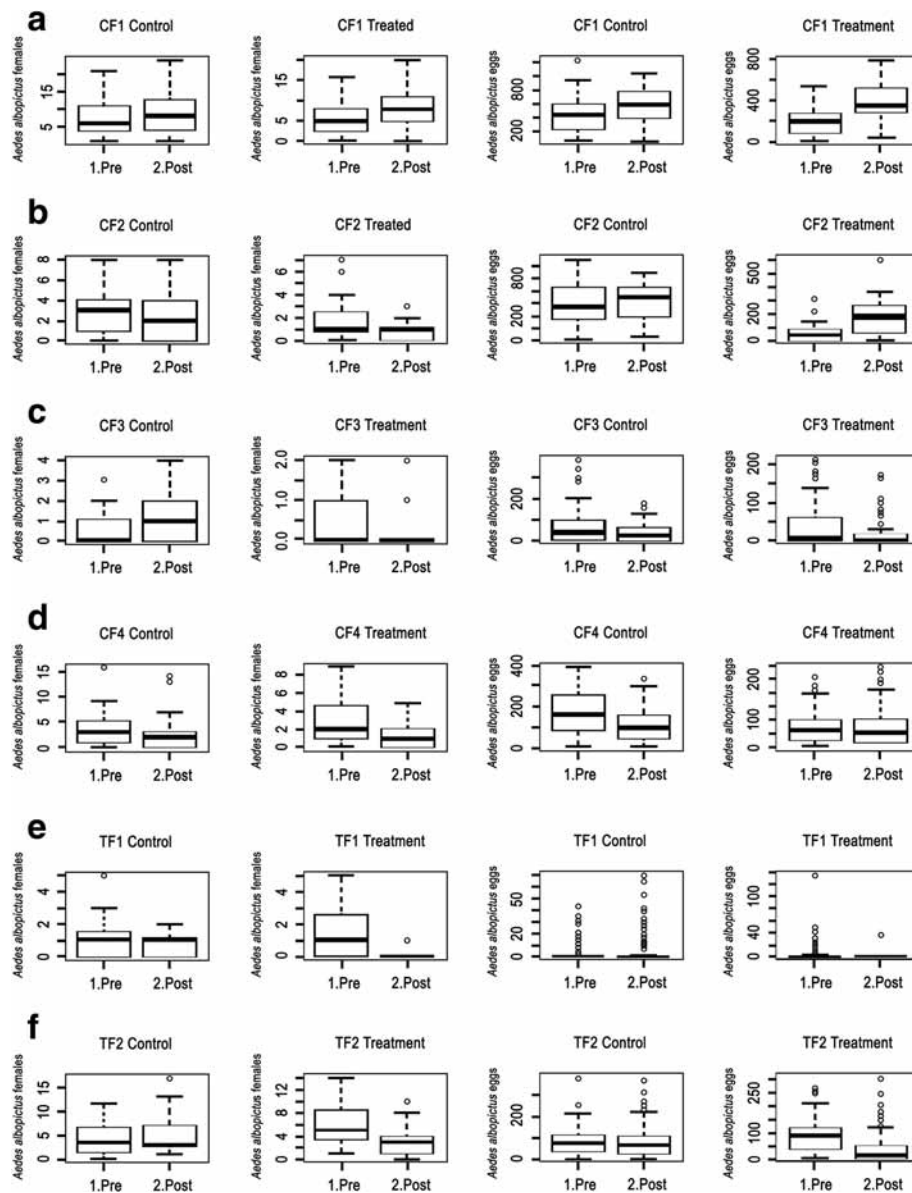 a
CF1 Control
CF1 Treated
CF1 Control
CF1 Treatment
Aedes albopictus females
5
15
1.Pre
2.Post
Aedes albopictus females
0
5
10
15
1.Pre
2.Post
Aedes albopictus eggs
200
800
1.Pre
2.Post
Aedes albopictus eggs
0
400
800
1.Pre
2.Post
b
CF2 Control
CF2 Treated
CF2 Control
CF2 Treatment
Aedes albopictus females
0
2
4
6
8
1.Pre
2.Post
Aedes albopictus females
0
2
4
6
1.Pre
2.Post
Aedes albopictus eggs
0
200
800
1.Pre
2.Post
Aedes albopictus eggs
0
200
600
1.Pre
2.Post
c
CF3 Control
CF3 Treatment
CF3 Control
CF3 Treatment
Aedes albopictus females
0
1
2
3
4
1.Pre
2.Post
Aedes albopictus females
0.0
1.0
2.0
1.Pre
2.Post
Aedes albopictus eggs
0
200
1.Pre
2.Post
Aedes albopictus eggs
0
100
200
1.Pre
2.Post
d
CF4 Control
CF4 Treatment
CF4 Control
CF4 Treatment
Aedes albopictus females
0
5
10
15
1.Pre
2.Post
Aedes albopictus females
0
2
4
6
8
1.Pre
2.Post
Aedes albopictus eggs
0
200
400
1.Pre
2.Post
Aedes albopictus eggs
0
100
200
1.Pre
2.Post
e
TF1 Control
TF1 Treatment
TF1 Control
TF1 Treatment
Aedes albopictus females
0
2
4
1.Pre
2.Post
Aedes albopictus females
0
2
4
1.Pre
2.Post
Aedes albopictus eggs
0
20
50
1.Pre
2.Post
Aedes albopictus eggs
0
40
100
1.Pre
2.Post
f
TF2 Control
TF2 Treatment
TF2 Control
TF2 Treatment
Aedes albopictus females
0
5
10
15
1.Pre
2.Post
Aedes albopictus females
0
4
8
12
1.Pre
2.Post
Aedes albopictus eggs
0
200
1.Pre
2.Post
Aedes albopictus eggs
0
100
250
1.Pre
2.Post